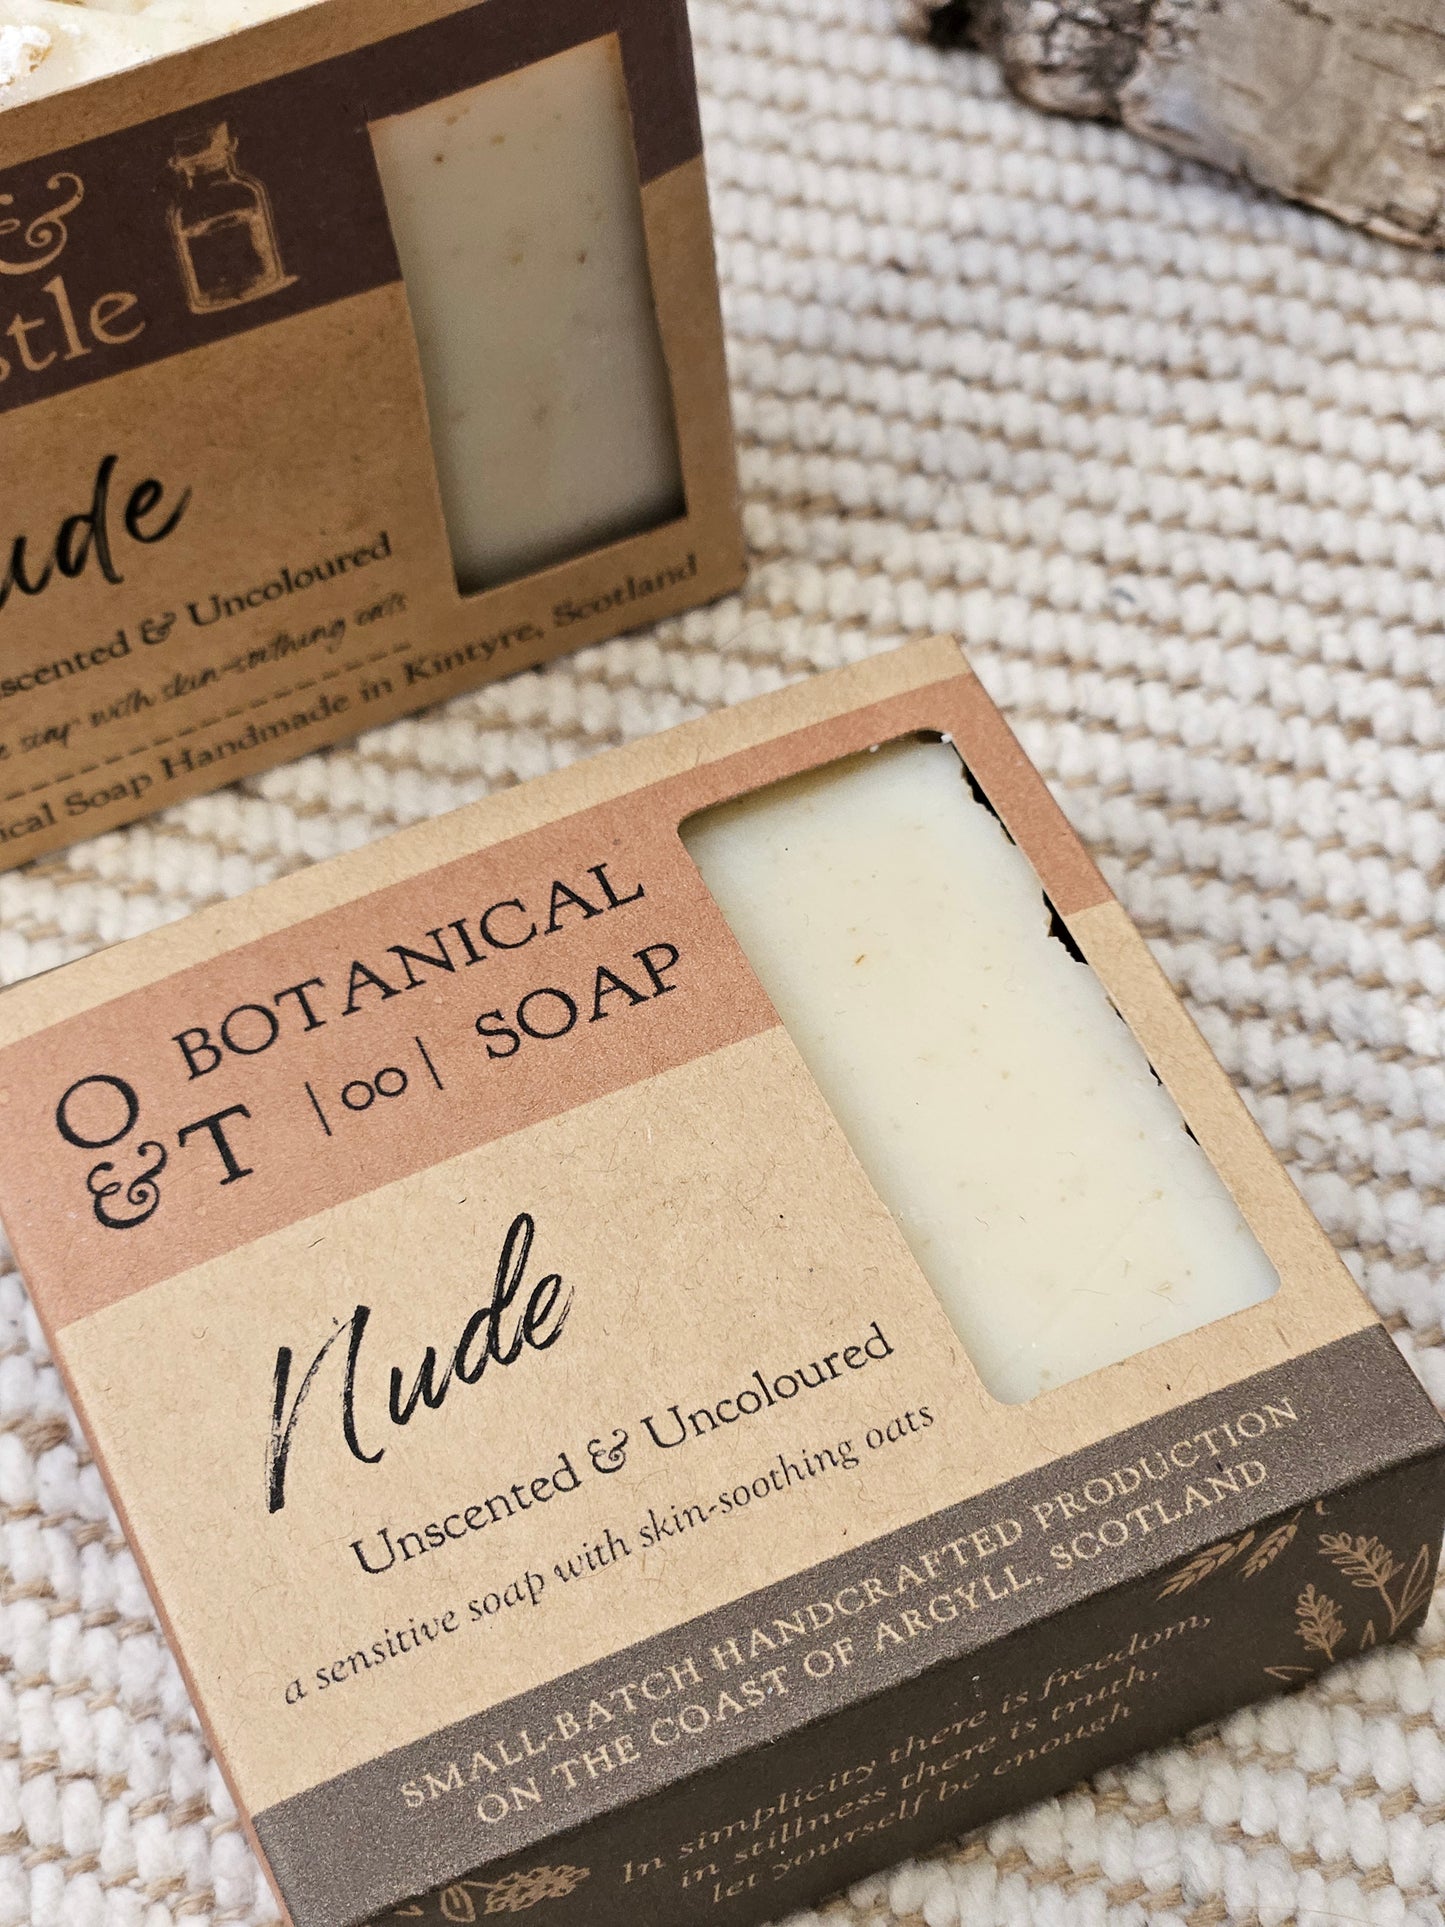 &
stle
ude
scented & Uncoloured
soap with skin-soothing oats
ical Soap Handmade in Kintyre, Scotland
O & T
BOTANICAL
|oo| SOAP
Nude
Unscented & Uncoloured
a sensitive soap with skin-soothing oats
SMALL-BATCH HANDCRAFTED PRODUCTION
ON THE COAST OF ARGYLL, SCOTLAND
In simplicity there is freedom,
in stillness there is truth,
let yourself be enough